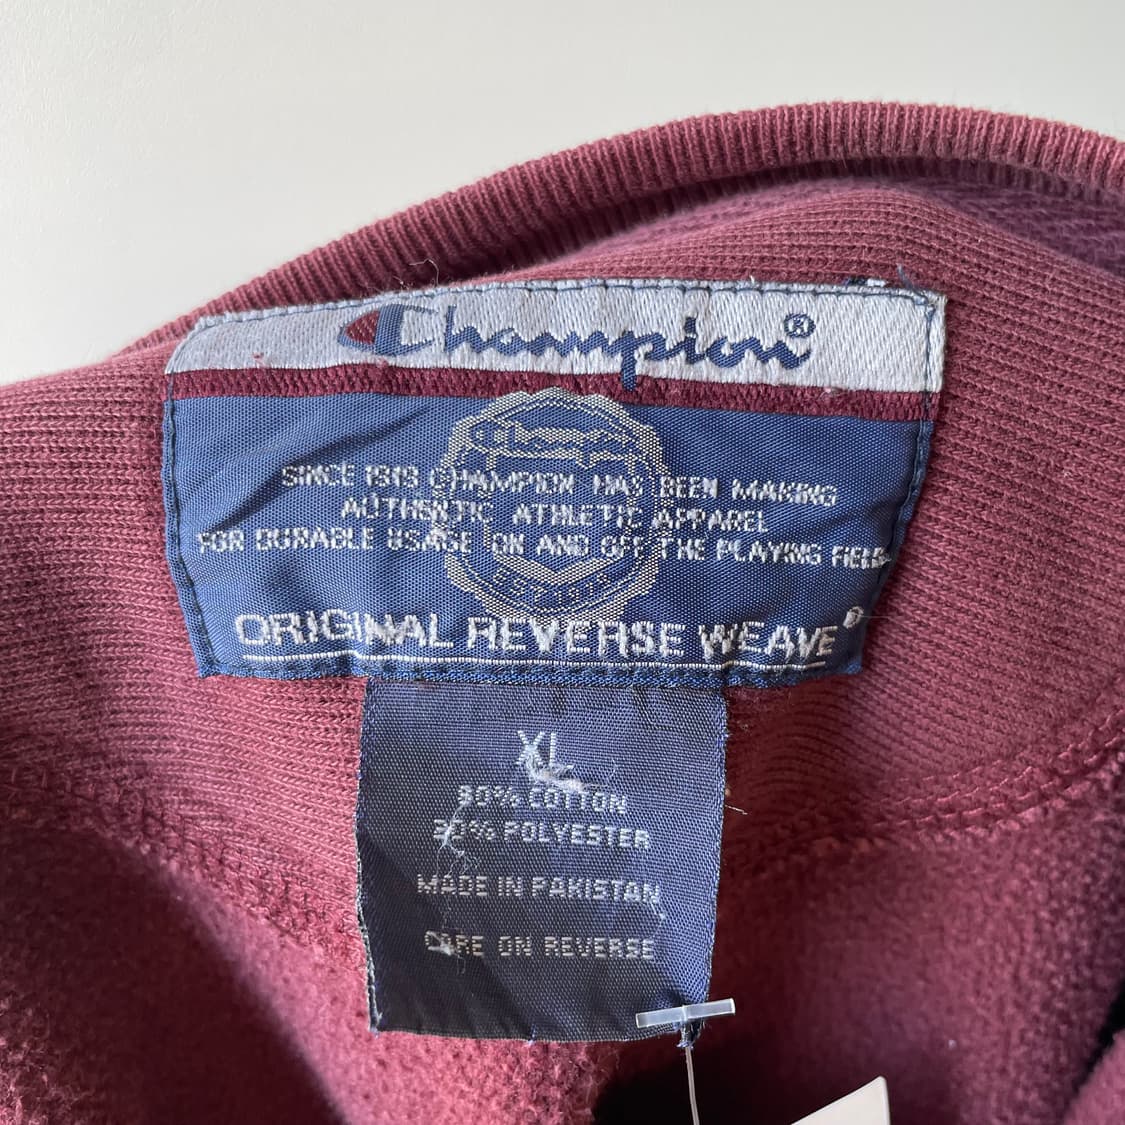 Champion®
Champion
SINCE 1919 CHAMPION HAS BEEN MAKING
AUTHENTIC ATHLETIC APPAREL
FOR DURABLE USAGE ON AND OFF THE PLAYING FIELD
ORIGINAL REVERSE WEAVE®
XL
COTTON
POLYESTER
MADE IN PAKISTAN
CARE ON REVERSE